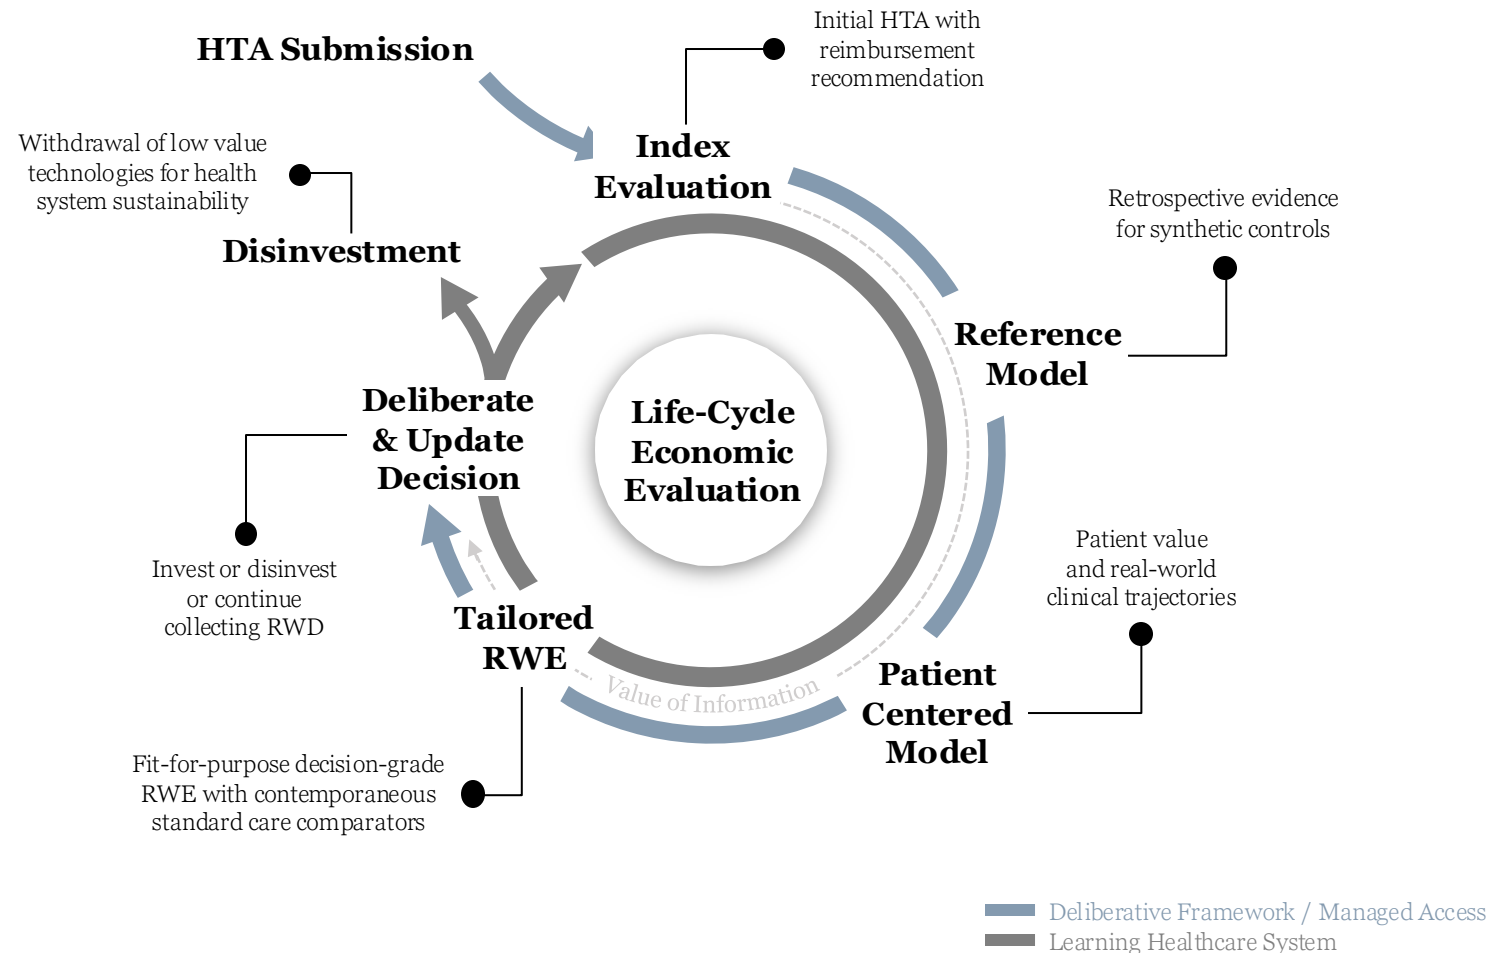 HTA Submission
Initial HTA with
reimbursement
recommendation
Index
Evaluation
Withdrawal of low value
technologies for health
system sustainability
Disinvestment
Retrospective evidence
for synthetic controls
Reference
Model
Life-Cycle
Economic
Evaluation
Deliberate
& Update
Decision
Invest or disinvest
or continue
collecting RWD
Patient value
and real-world
clinical trajectories
Tailored
RWE
Value of Information
Patient
Centered
Model
Fit-for-purpose decision-grade
RWE with contemporaneous
standard care comparators
Deliberative Framework / Managed Access
Learning Healthcare System